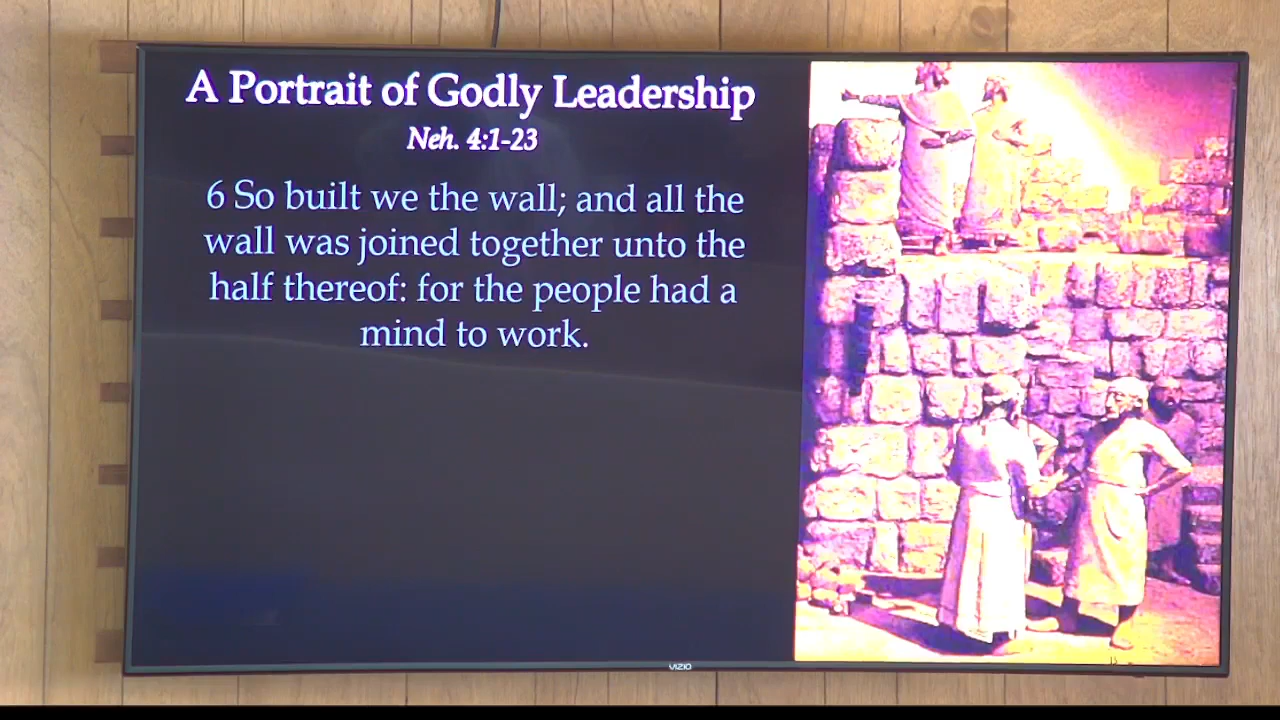 A Portrait of Godly Leadership
Neh. 4:1-23
6 So built we the wall; and all the
wall was joined together unto the
half thereof: for the people had a
mind to work.
VIZIO